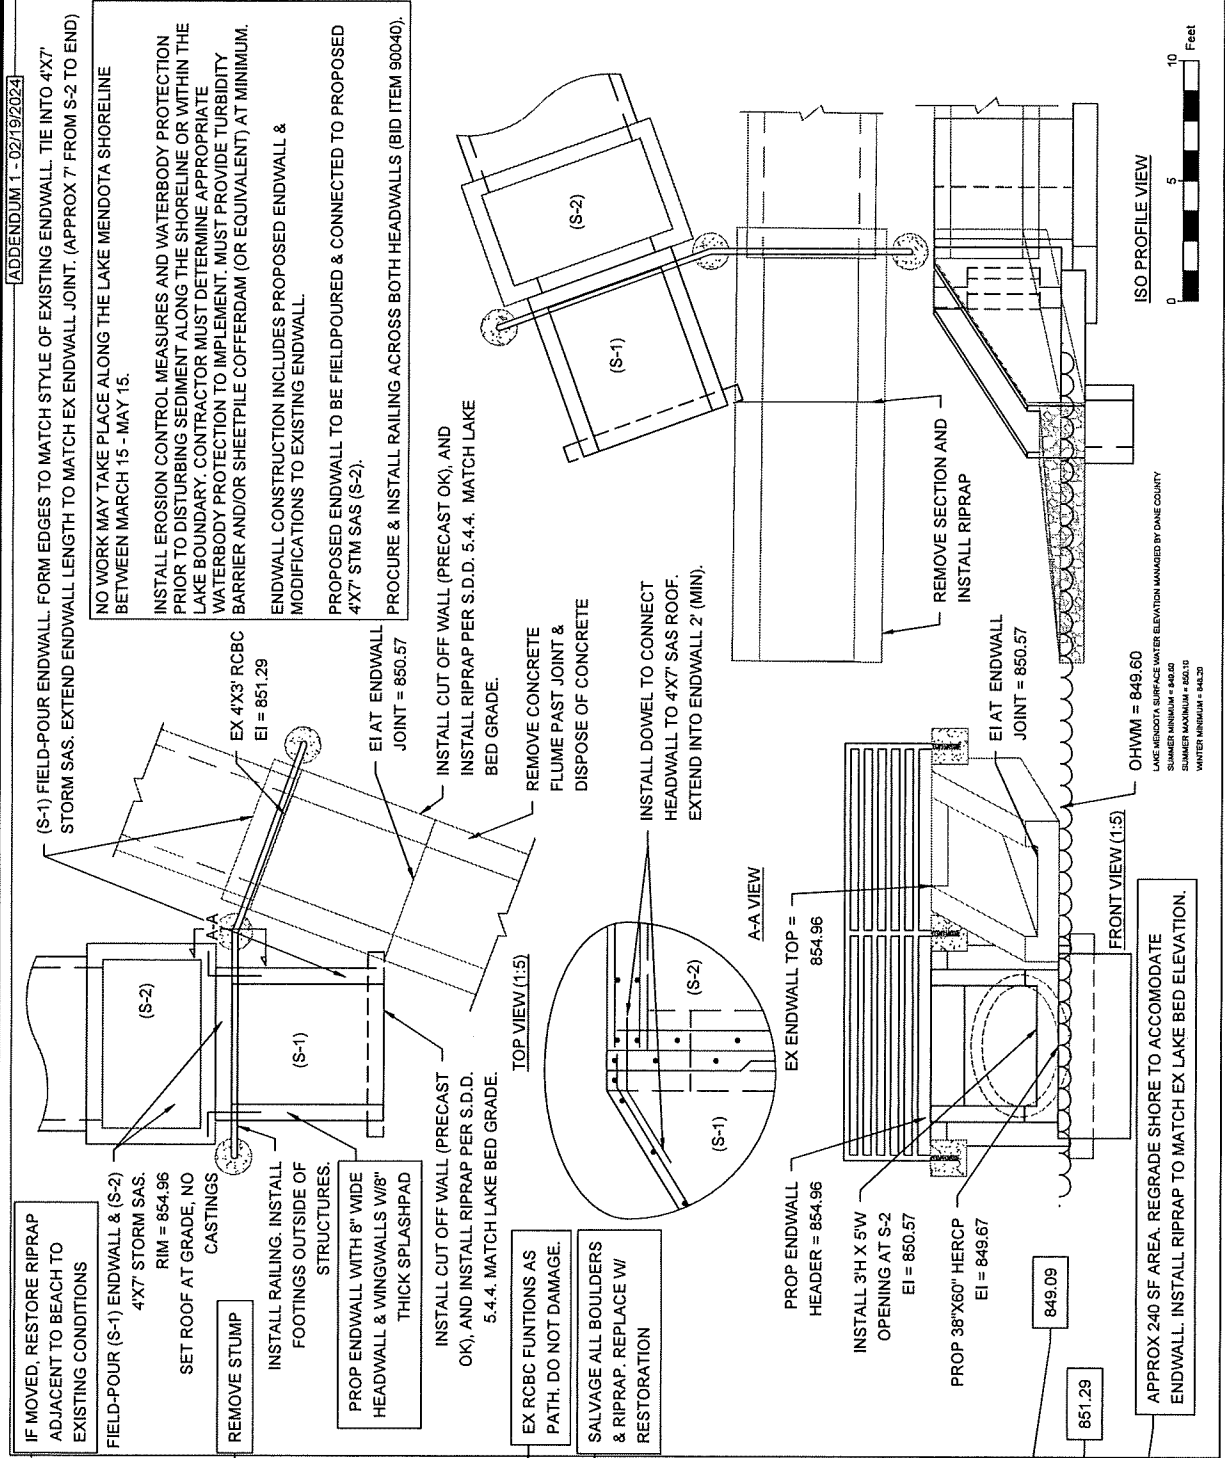 ADDENDUM 1 - 02/19/2024
(S-1) FIELD-POUR ENDWALL. FORM EDGES TO MATCH STYLE OF EXISTING ENDWALL. TIE INTO 4'X7'
STORM SAS. EXTEND ENDWALL LENGTH TO MATCH EX ENDWALL JOINT. (APPROX 7' FROM S-2 TO END)
NO WORK MAY TAKE PLACE ALONG THE LAKE MENDOTA SHORELINE
BETWEEN MARCH 15 - MAY 15.
INSTALL EROSION CONTROL MEASURES AND WATERBODY PROTECTION
PRIOR TO DISTURBING SEDIMENT ALONG THE SHORELINE OR WITHIN THE
LAKE BOUNDARY. CONTRACTOR MUST DETERMINE APPROPRIATE
WATERBODY PROTECTION TO IMPLEMENT. MUST PROVIDE TURBIDITY
BARRIER AND/OR SHEETPILE COFFERDAM (OR EQUIVALENT) AT MINIMUM.
ENDWALL CONSTRUCTION INCLUDES PROPOSED ENDWALL &
MODIFICATIONS TO EXISTING ENDWALL.
PROPOSED ENDWALL TO BE FIELDPOURED & CONNECTED TO PROPOSED
4'X7' STM SAS (S-2).
PROCURE & INSTALL RAILING ACROSS BOTH HEADWALLS (BID ITEM 90040).
IF MOVED, RESTORE RIPRAP
ADJACENT TO BEACH TO
EXISTING CONDITIONS
FIELD-POUR (S-1) ENDWALL & (S-2)
4'X7' STORM SAS.
RIM = 854.96
SET ROOF AT GRADE, NO
CASTINGS
REMOVE STUMP
INSTALL RAILING. INSTALL
FOOTINGS OUTSIDE OF
STRUCTURES.
PROP ENDWALL WITH 8" WIDE
HEADWALL & WINGWALLS W/8"
THICK SPLASHPAD
INSTALL CUT OFF WALL (PRECAST
OK), AND INSTALL RIPRAP PER S.D.D.
5.4.4. MATCH LAKE BED GRADE.
(S-2)
(S-1)
A-A
EX 4'X3' RCBC
EI = 851.29
EI AT ENDWALL
JOINT = 850.57
INSTALL CUT OFF WALL (PRECAST OK), AND
INSTALL RIPRAP PER S.D.D. 5.4.4. MATCH LAKE
BED GRADE.
REMOVE CONCRETE
FLUME PAST JOINT &
DISPOSE OF CONCRETE
TOP VIEW (1:5)
EX RCBC FUNTIONS AS
PATH. DO NOT DAMAGE.
SALVAGE ALL BOULDERS
& RIPRAP. REPLACE W/
RESTORATION
INSTALL DOWEL TO CONNECT
HEADWALL TO 4'X7' SAS ROOF.
EXTEND INTO ENDWALL 2' (MIN).
(S-2)
(S-1)
A-A VIEW
(S-2)
(S-1)
REMOVE SECTION AND
INSTALL RIPRAP
ISO PROFILE VIEW
0
5
10
Feet
PROP ENDWALL
HEADER = 854.96
INSTALL 3'H X 5'W
OPENING AT S-2
EI = 850.57
PROP 38"X60" HERCP
EI = 849.67
EX ENDWALL TOP =
854.96
EI AT ENDWALL
JOINT = 850.57
OHWM = 849.60
LAKE MENDOTA SURFACE WATER ELEVATION MANAGED BY DANE COUNTY
SUMMER MINIMUM = 849.60
SUMMER MAXIMUM = 850.10
WINTER MINIMUM = 848.20
FRONT VIEW (1:5)
849.09
851.29
APPROX 240 SF AREA. REGRADE SHORE TO ACCOMODATE
ENDWALL. INSTALL RIPRAP TO MATCH EX LAKE BED ELEVATION.